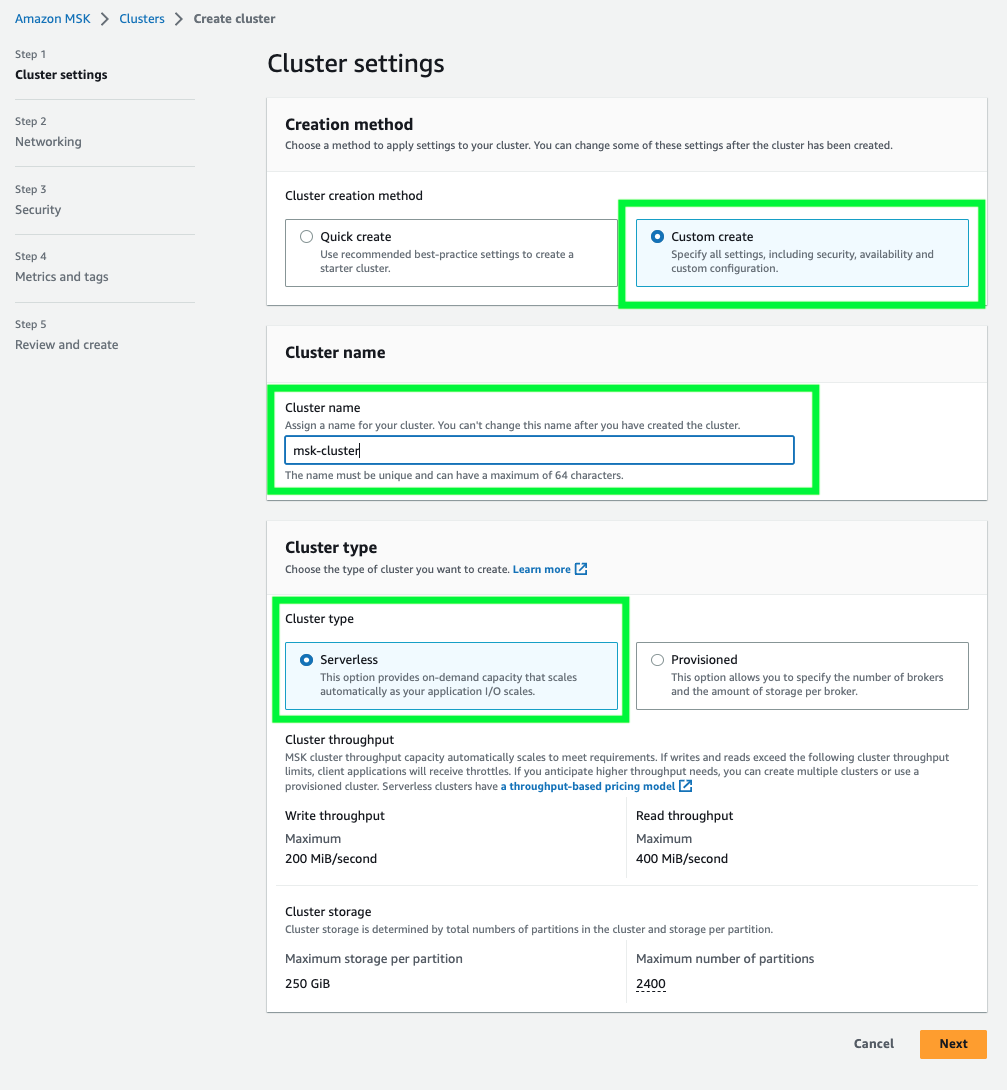 Amazon MSK > Clusters > Create cluster
Step 1
Cluster settings
Step 2
Networking
Step 3
Security
Step 4
Metrics and tags
Step 5
Review and create
Cluster settings
Creation method
Choose a method to apply settings to your cluster. You can change some of these settings after the cluster has been created.
Cluster creation method
Quick create
Use recommended best-practice settings to create a
starter cluster.
Custom create
Specify all settings, including security, availability and
custom configuration.
Cluster name
Cluster name
Assign a name for your cluster. You can't change this name after you have created the cluster.
msk-cluster
The name must be unique and can have a maximum of 64 characters.
Cluster type
Choose the type of cluster you want to create. Learn more
Cluster type
Serverless
This option provides on-demand capacity that scales
automatically as your application I/O scales.
Provisioned
This option allows you to specify the number of brokers
and the amount of storage per broker.
Cluster throughput
MSK cluster throughput capacity automatically scales to meet requirements. If writes and reads exceed the following cluster throughput
limits, client applications will receive throttles. If you anticipate higher throughput needs, you can create multiple clusters or use a
provisioned cluster. Serverless clusters have a throughput-based pricing model
Write throughput
Maximum
200 MiB/second
Read throughput
Maximum
400 MiB/second
Cluster storage
Cluster storage is determined by total numbers of partitions in the cluster and storage per partition.
Maximum storage per partition
250 GiB
Maximum number of partitions
2400
Cancel
Next